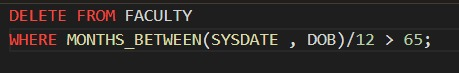 DELETE FROM FACULTY
WHERE MONTHS_BETWEEN(SYSDATE , DOB)/12 > 65;